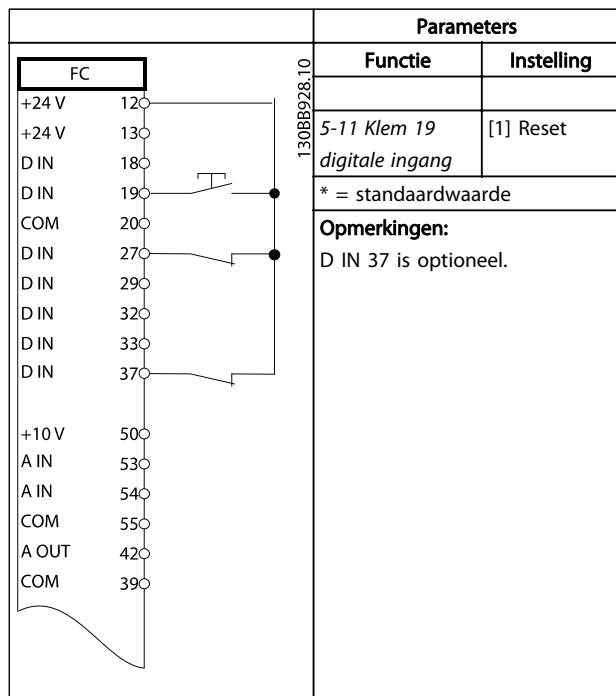 Parameters
Functie Instelling
5-11 Klem 19 [1] Reset
digitale ingang
* = standaardwaarde
Opmerkingen:
D IN 37 is optioneel.
FC
+24 V 12
+24 V 13
D IN 18
D IN 19
COM 20
D IN 27
D IN 29
D IN 32
D IN 33
D IN 37
+10 V 50
A IN 53
A IN 54
COM 55
A OUT 42
COM 39
130BB928.10